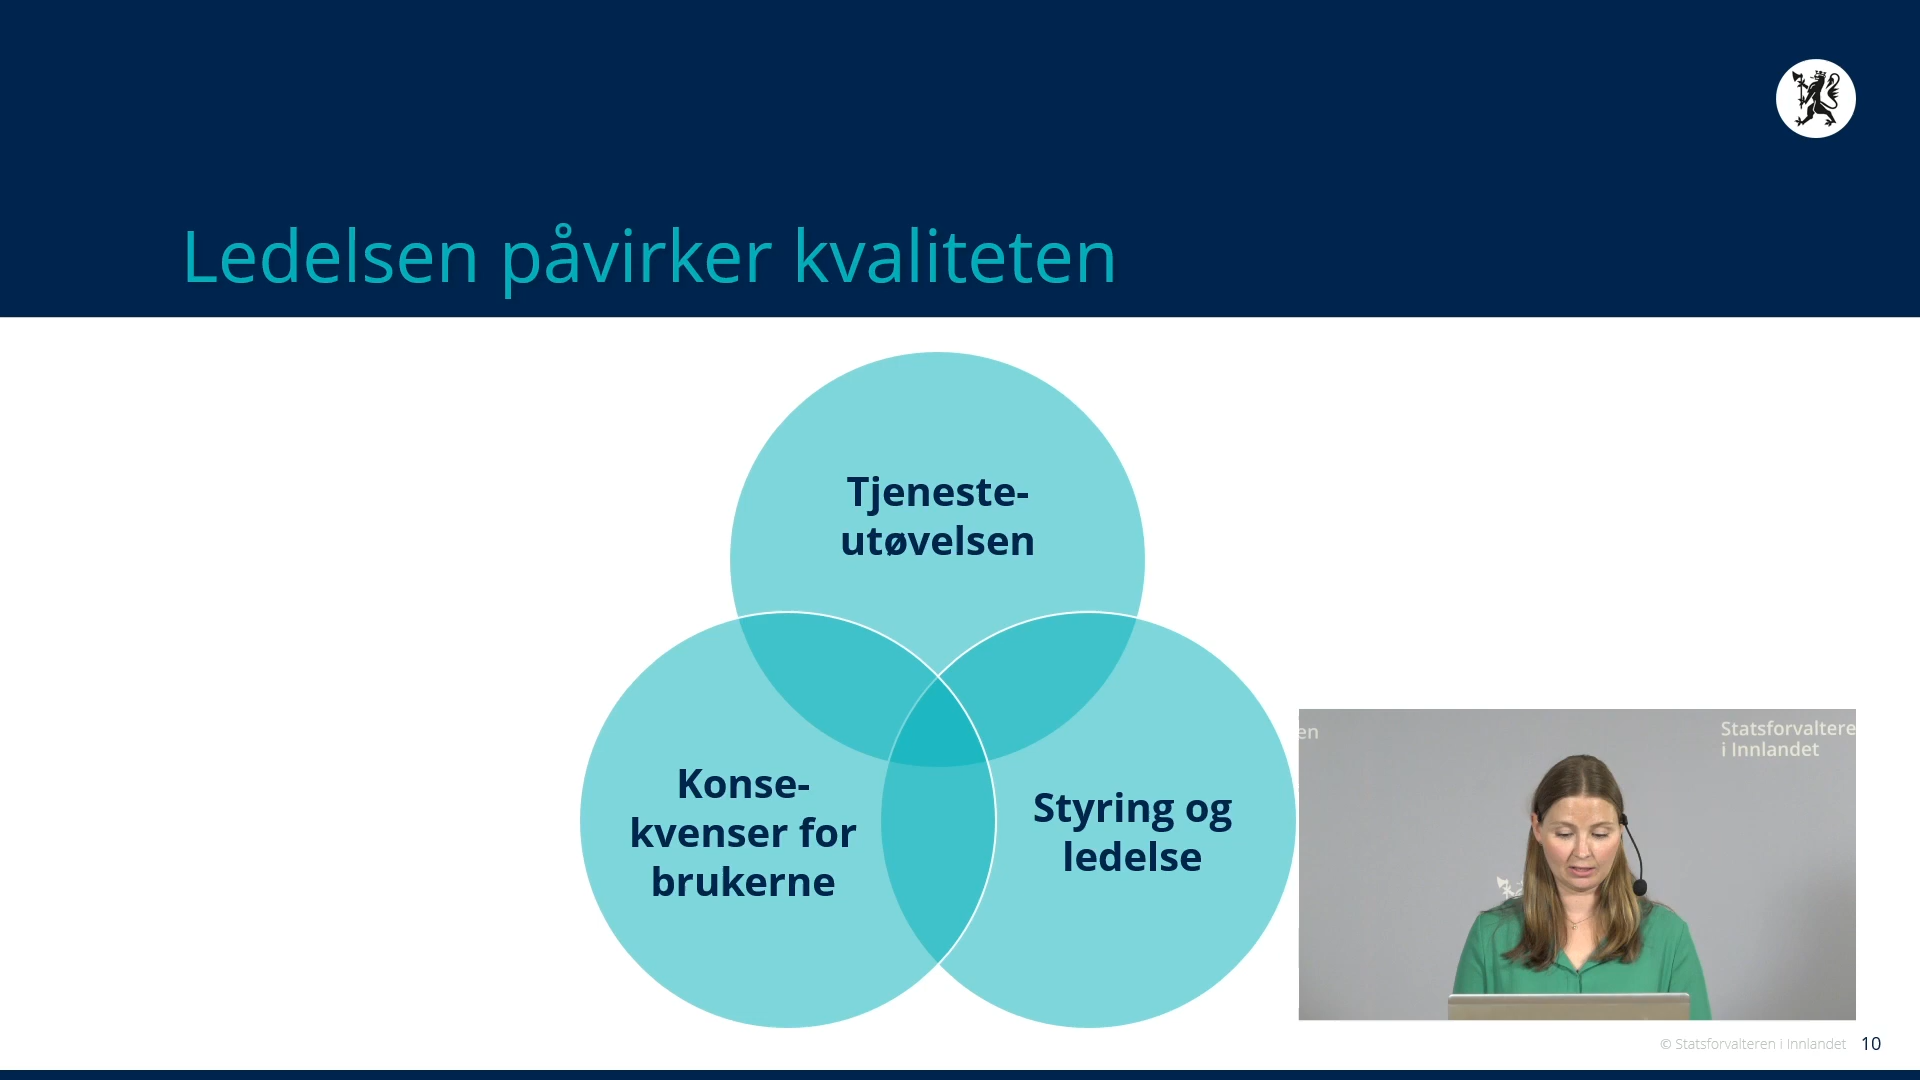 Ledelsen påvirker kvaliteten
Tjeneste-
utøvelsen
Konse-
kvenser for
brukerne
Styring og
ledelse
en
Statsforvaltere
i Innlandet
© Statsforvalteren i Innlandet 10